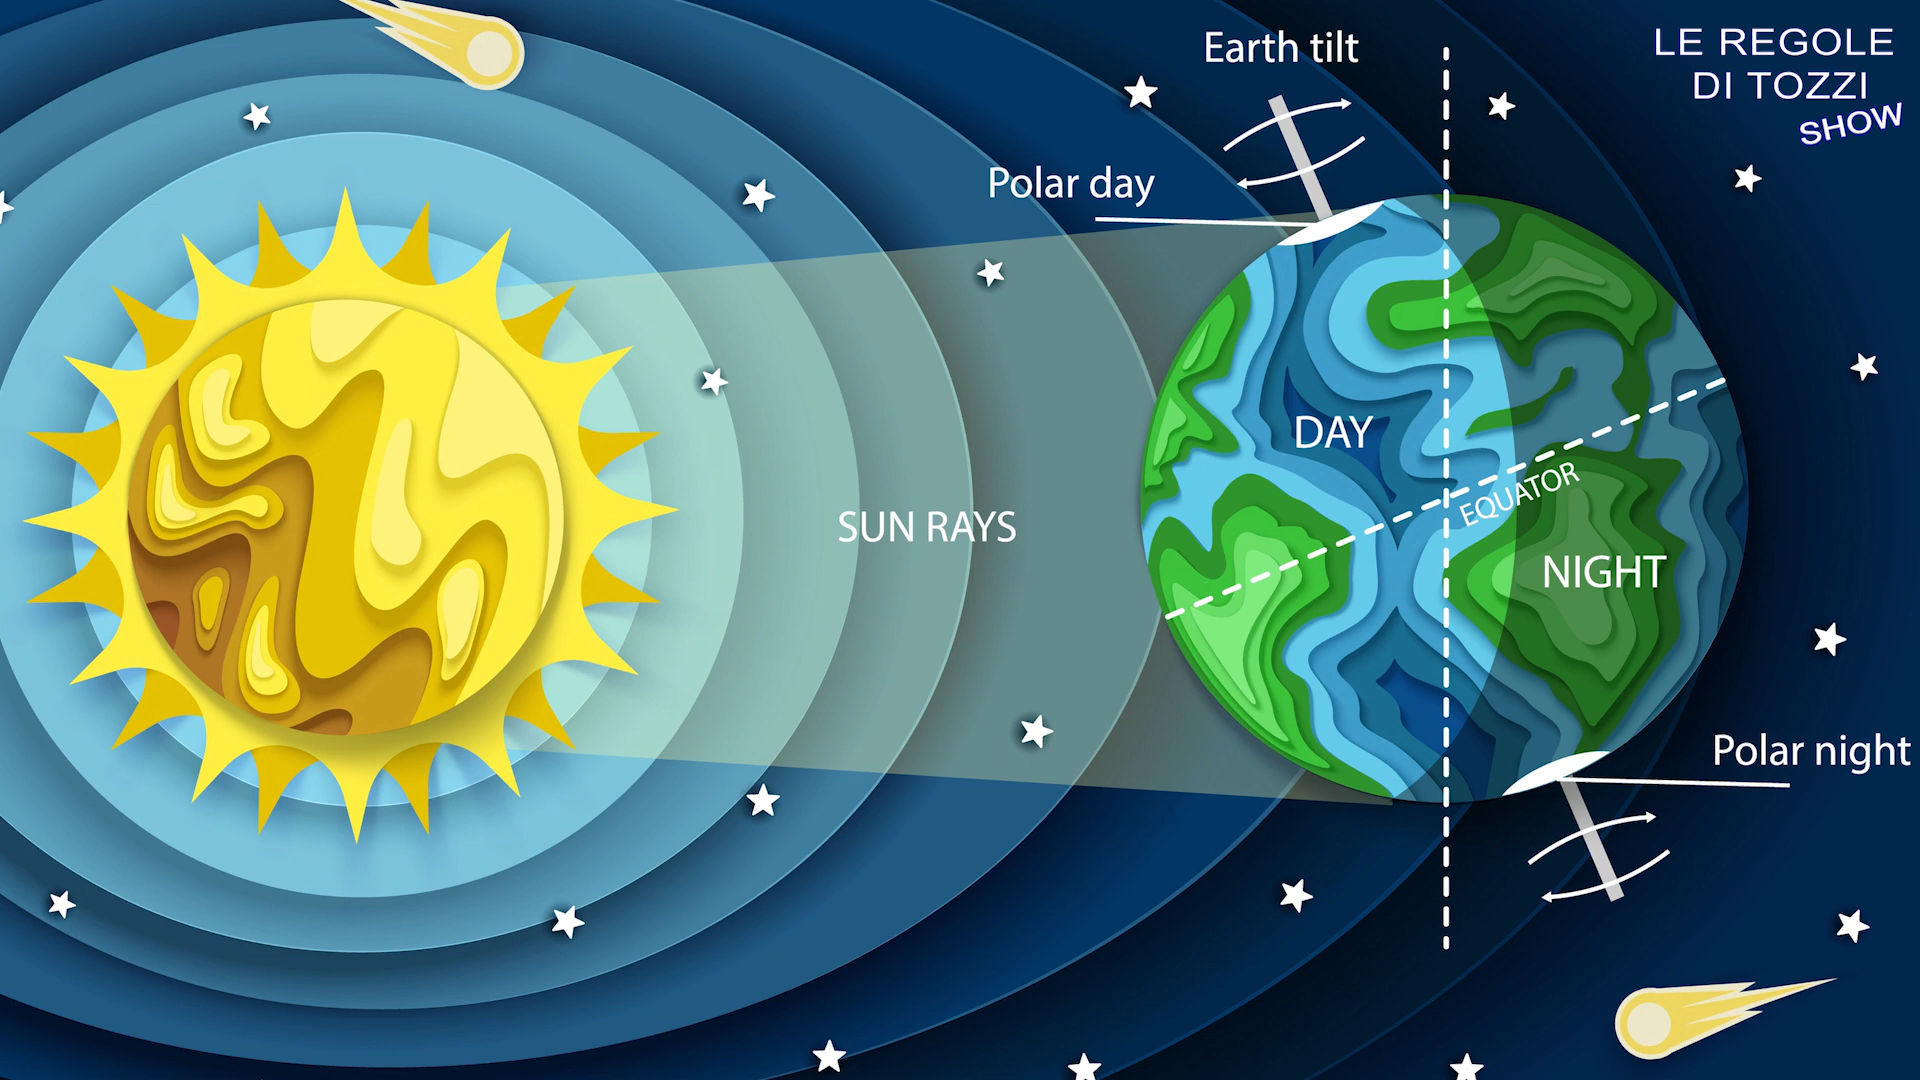 Earth tilt
LE REGOLE
DI TOZZI
SHOW
Polar day
DAY
EQUATOR
SUN RAYS
NIGHT
Polar night